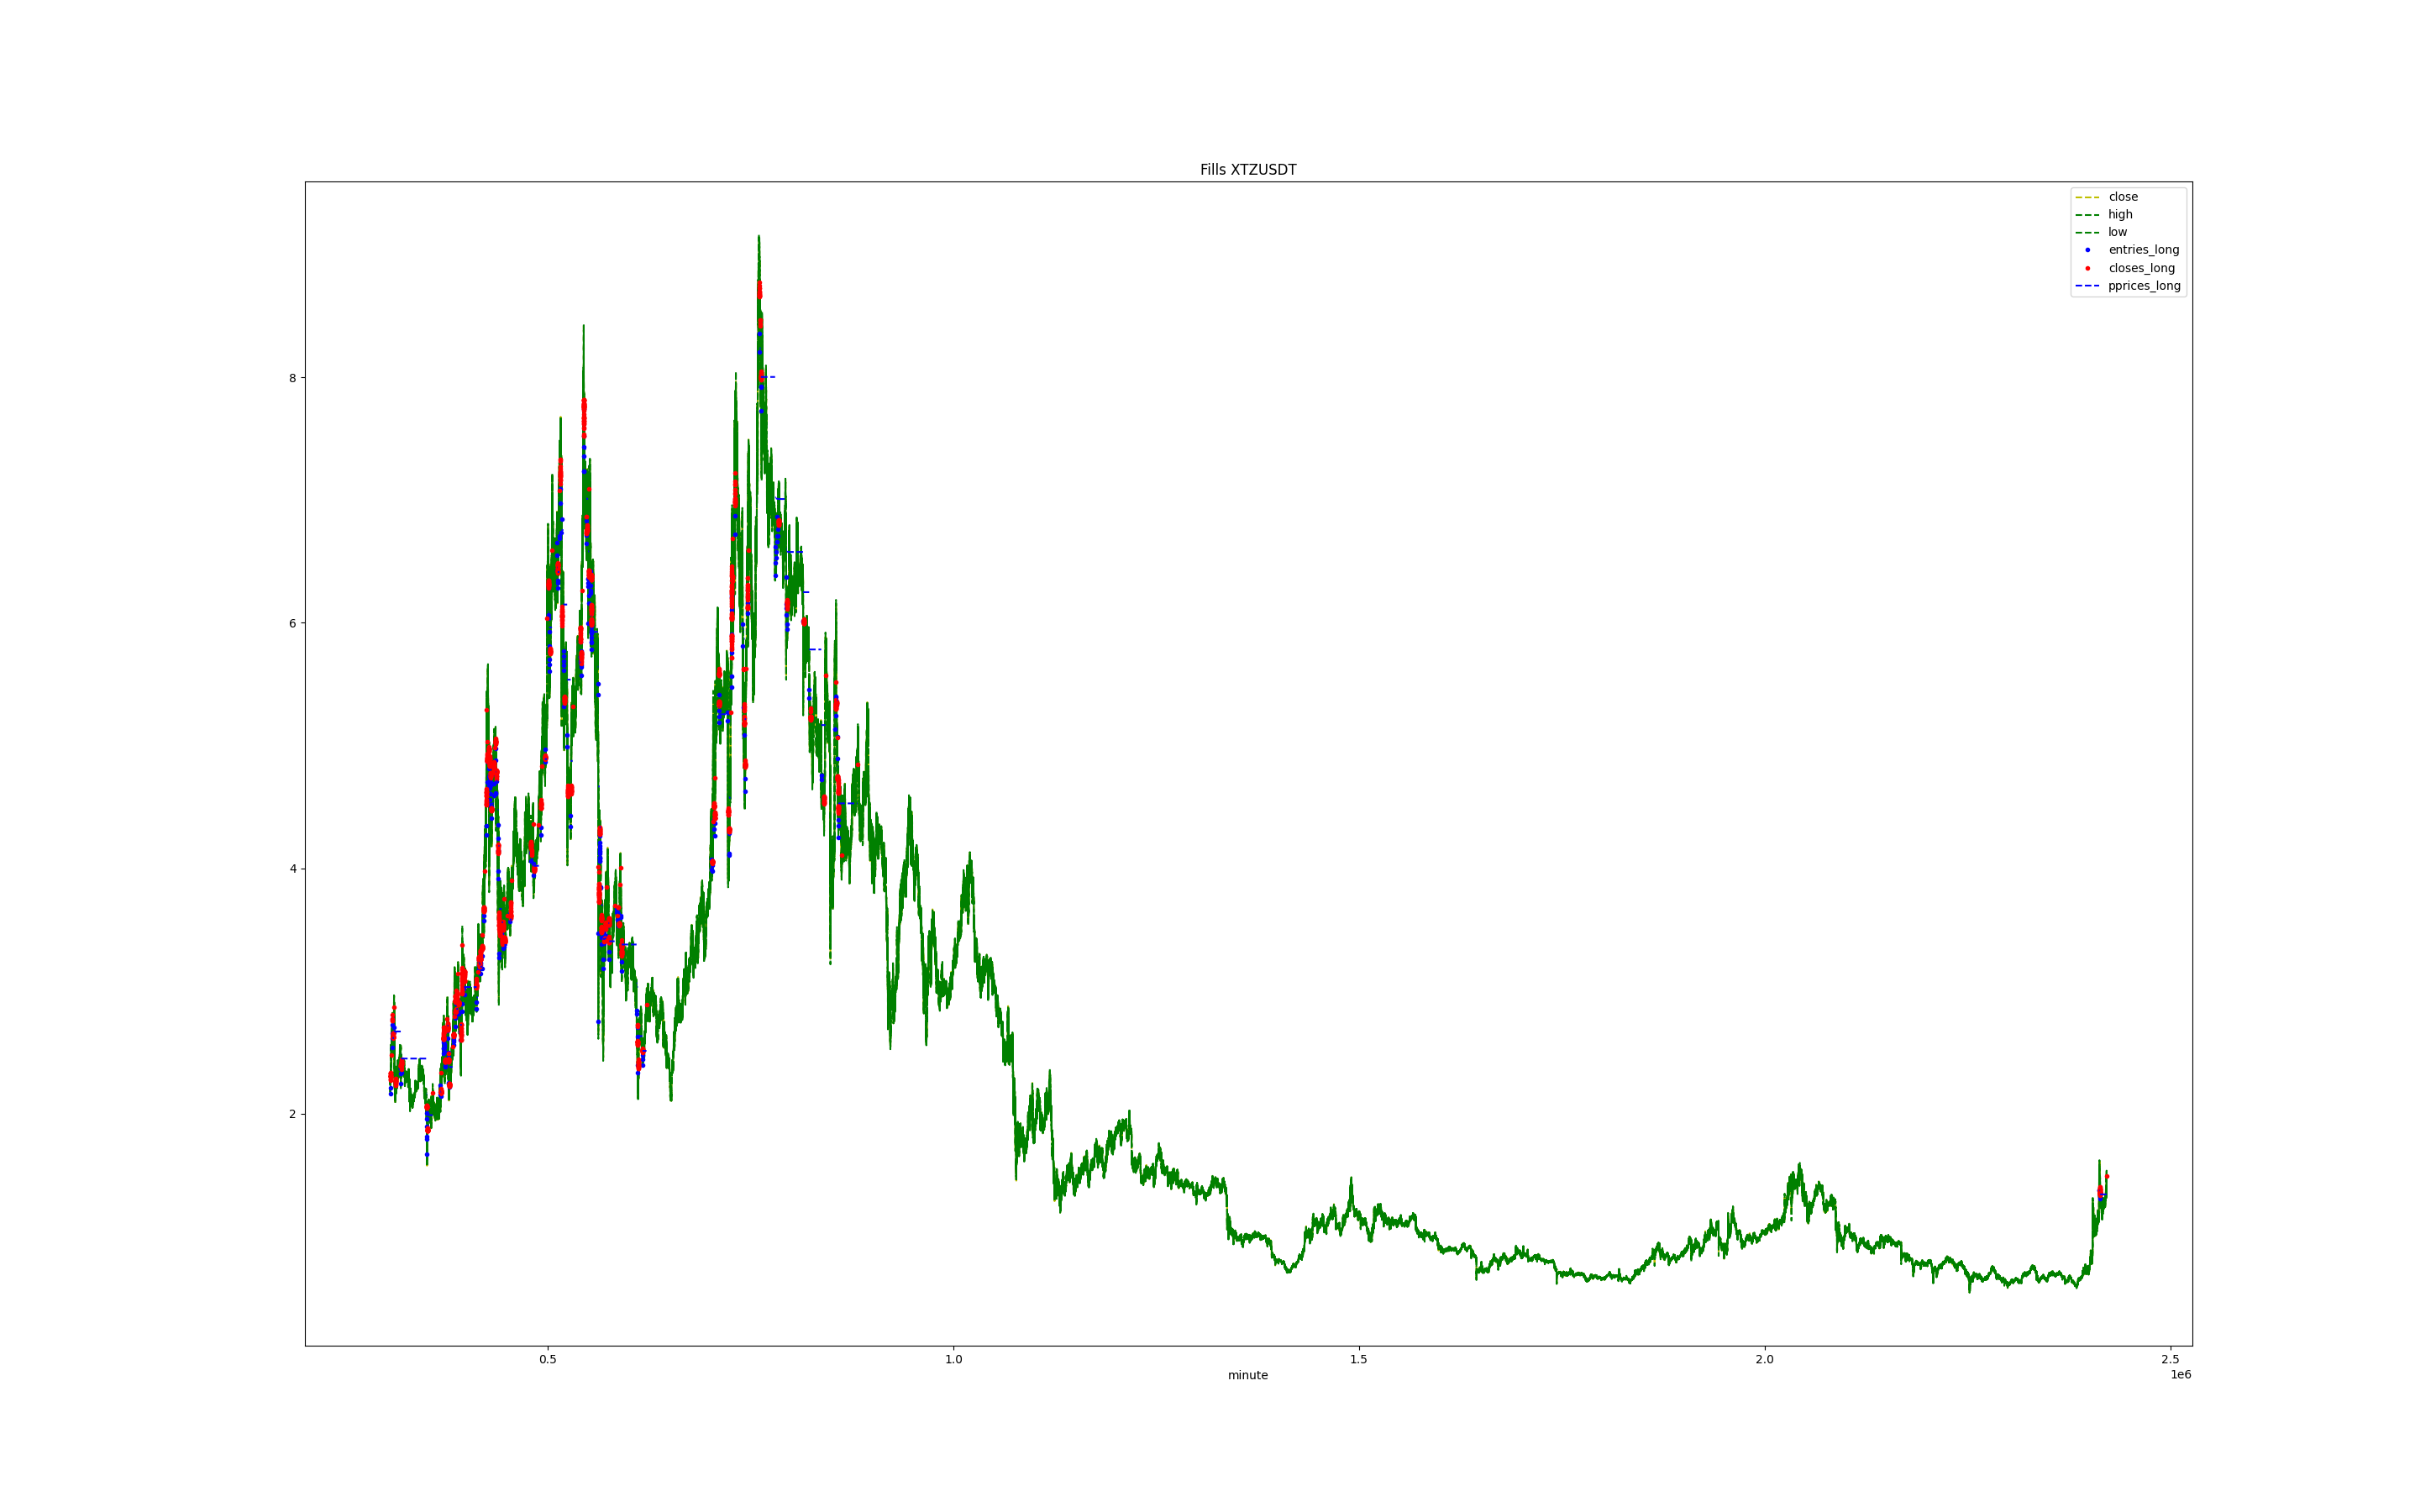 Fills XTZUSDT
close
high
low
entries_long
closes_long
pprices_long
8
6
4
2
0.5 1.0 1.5 2.0 2.5
minute
1e6